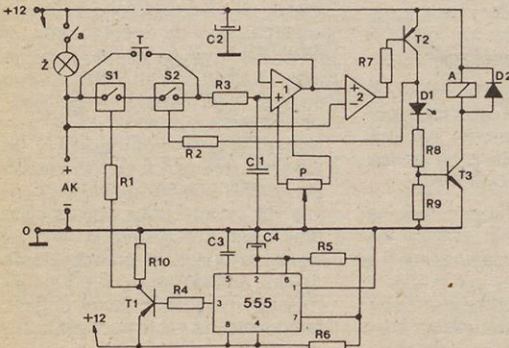 +12
a
Ž
T
S1
S2
C2
R3
R2
1
+
−
2
R7
T2
D1
A
D2
R8
R9
T3
R1
+
AK
−
C1
P
0
R10
C3
C4
R5
5
2
6
1
T1
R4
3
555
7
8
4
R6
+12